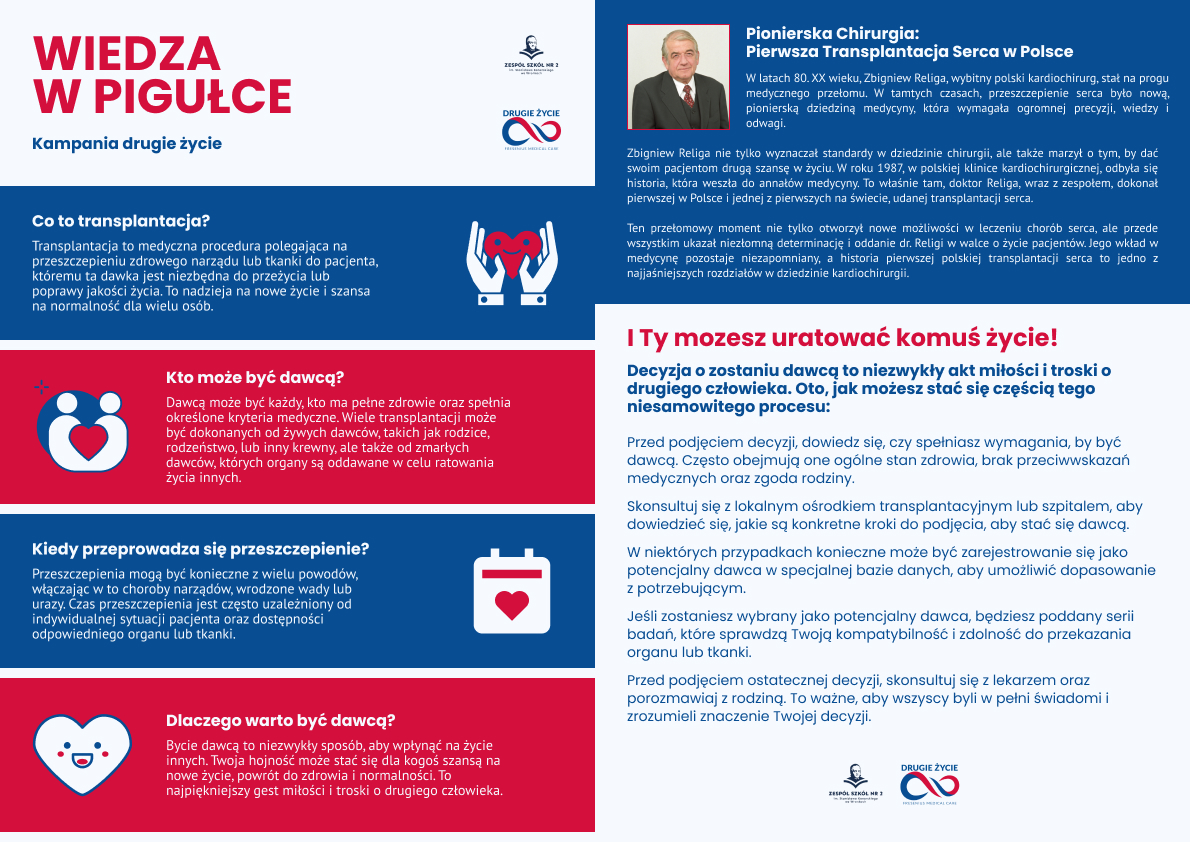 WIEDZA
W PIGUŁCE
Kampania drugie życie
ZESPÓŁ SZKÓŁ NR 2
DRUGIE ŻYCIE
FRESENIUS MEDICAL CARE
Co to transplantacja?
Transplantacja to medyczna procedura polegająca na
przeszczepieniu zdrowego narządu lub tkanki do pacjenta,
któremu ta dawka jest niezbędna do przeżycia lub
poprawy jakości życia. To nadzieja na nowe życie i szansa
na normalność dla wielu osób.
Kto może być dawcą?
Dawcą może być każdy, kto ma pełne zdrowie oraz spełnia
określone kryteria medyczne. Wiele transplantacji może
być dokonanych od żywych dawców, takich jak rodzice,
rodzeństwo, lub inny krewny, ale także od zmarłych
dawców, których organy są oddawane w celu ratowania
życia innych.
Kiedy przeprowadza się przeszczepienie?
Przeszczepienia mogą być konieczne z wielu powodów,
włączając w to choroby narządów, wrodzone wady lub
urazy. Czas przeszczepienia jest często uzależniony od
indywidualnej sytuacji pacjenta oraz dostępności
odpowiedniego organu lub tkanki.
Dlaczego warto być dawcą?
Bycie dawcą to niezwykły sposób, aby wpłynąć na życie
innych. Twoja hojność może stać się dla kogoś szansą na
nowe życie, powrót do zdrowia i normalności. To
najpiękniejszy gest miłości i troski o drugiego człowieka.
Pionierska Chirurgia:
Pierwsza Transplantacja Serca w Polsce
W latach 80. XX wieku, Zbigniew Religa, wybitny polski kardiochirurg, stał na progu
medycznego przełomu. W tamtych czasach, przeszczepienie serca było nową,
pionierską dziedziną medycyny, która wymagała ogromnej precyzji, wiedzy i
odwagi.
Zbigniew Religa nie tylko wyznaczał standardy w dziedzinie chirurgii, ale także marzył o tym, by dać
swoim pacjentom drugą szansę w życiu. W roku 1987, w polskiej klinice kardiochirurgicznej, odbyła się
historia, która weszła do annałów medycyny. To właśnie tam, doktor Religa, wraz z zespołem, dokonał
pierwszej w Polsce i jednej z pierwszych na świecie, udanej transplantacji serca.
Ten przełomowy moment nie tylko otworzył nowe możliwości w leczeniu chorób serca, ale przede
wszystkim ukazał niezłomną determinację i oddanie dr. Religi w walce o życie pacjentów. Jego wkład w
medycynę pozostaje niezapomniany, a historia pierwszej polskiej transplantacji serca to jedno z
najjaśniejszych rozdziałów w dziedzinie kardiochirurgii.
I Ty mozesz uratować komuś życie!
Decyzja o zostaniu dawcą to niezwykły akt miłości i troski o
drugiego człowieka. Oto, jak możesz stać się częścią tego
niesamowitego procesu:
Przed podjęciem decyzji, dowiedz się, czy spełniasz wymagania, by być
dawcą. Często obejmują one ogólne stan zdrowia, brak przeciwwskazań
medycznych oraz zgoda rodziny.
Skonsultuj się z lokalnym ośrodkiem transplantacyjnym lub szpitalem, aby
dowiedzieć się, jakie są konkretne kroki do podjęcia, aby stać się dawcą.
W niektórych przypadkach konieczne może być zarejestrowanie się jako
potencjalny dawca w specjalnej bazie danych, aby umożliwić dopasowanie
z potrzebującym.
Jeśli zostaniesz wybrany jako potencjalny dawca, będziesz poddany serii
badań, które sprawdzą Twoją kompatybilność i zdolność do przekazania
organu lub tkanki.
Przed podjęciem ostatecznej decyzji, skonsultuj się z lekarzem oraz
porozmawiaj z rodziną. To ważne, aby wszyscy byli w pełni świadomi i
zrozumieli znaczenie Twojej decyzji.
ZESPÓŁ SZKÓŁ NR 2
DRUGIE ŻYCIE
FRESENIUS MEDICAL CARE